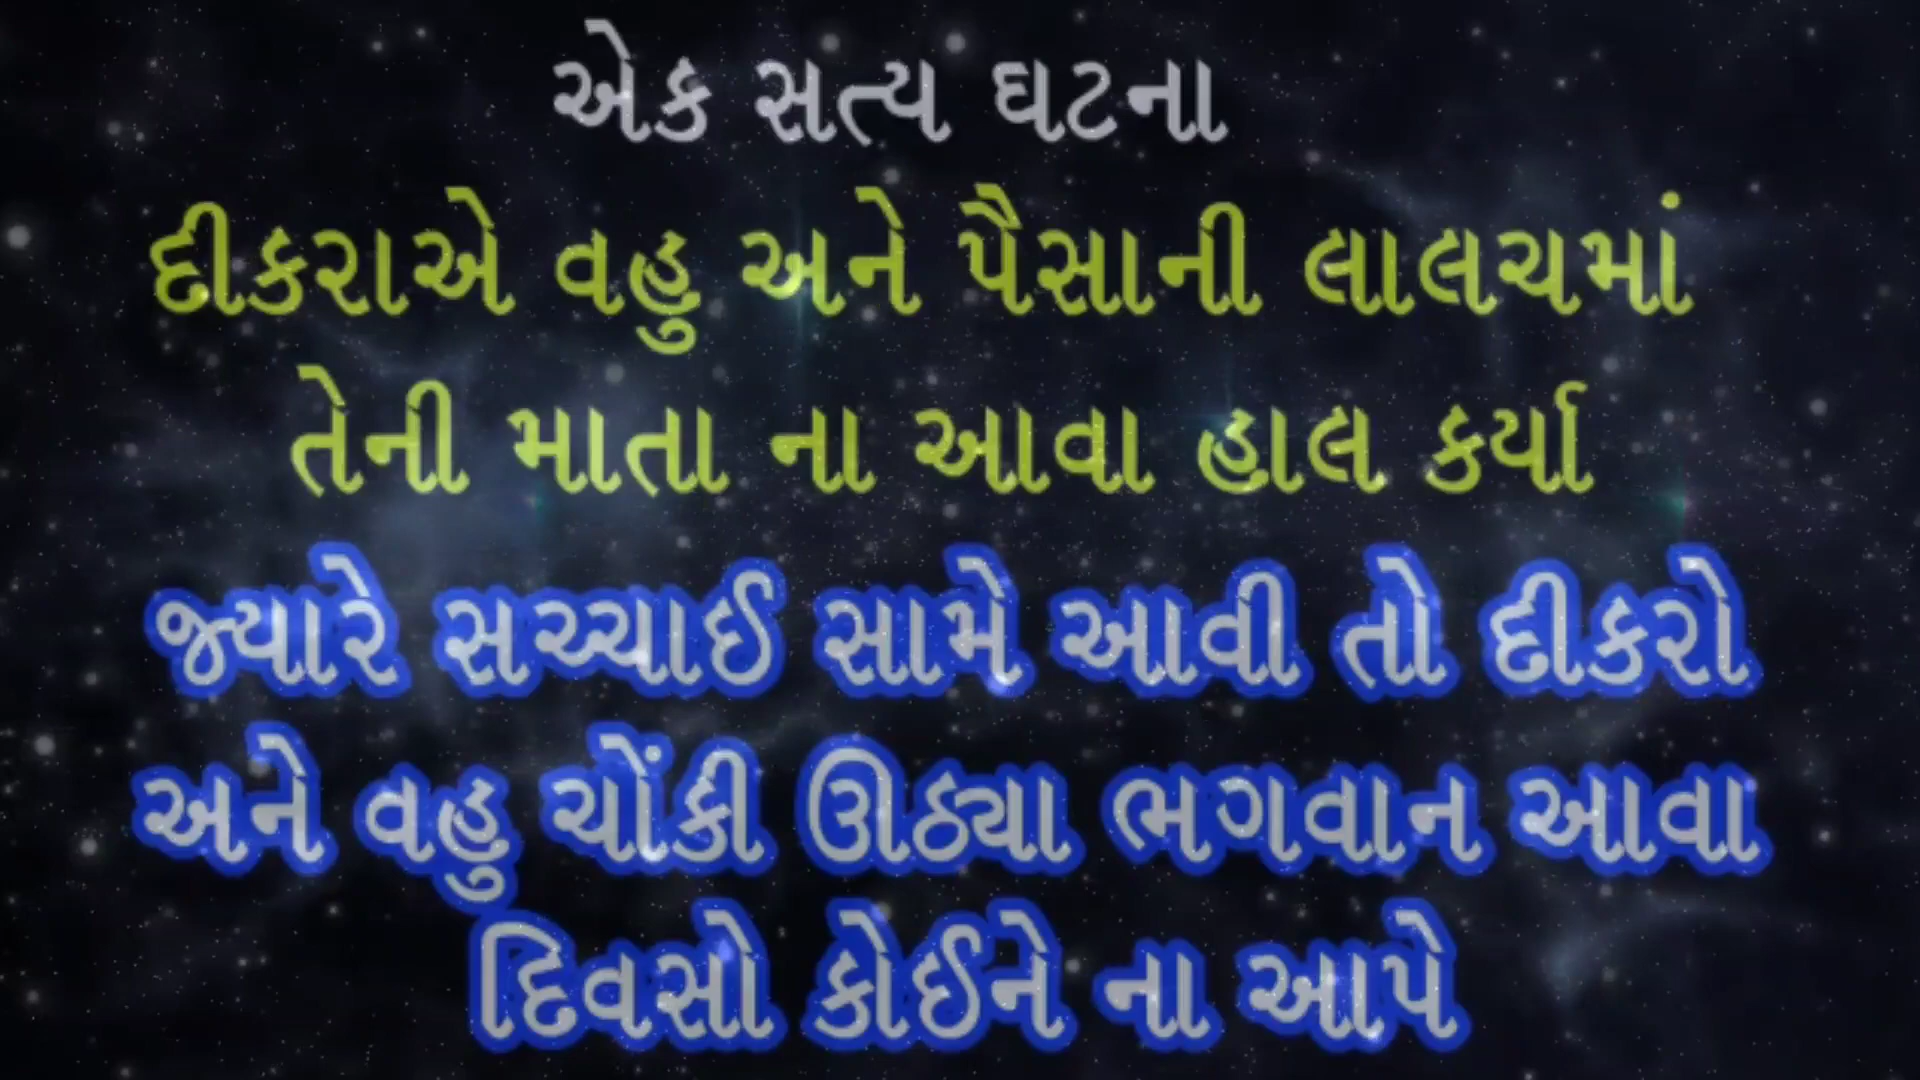 એક સત્ય ઘટના
દીકરાએ વહુ અને પૈસાની લાલચમાં
તેની માતા ના આવા હાલ કર્યા
જ્યારે સચ્ચાઈ સામે આવી તો દીકરો
અને વહુ ચોંકી ઊઠ્યા ભગવાન આવા
દિવસો કોઈને ના આપે